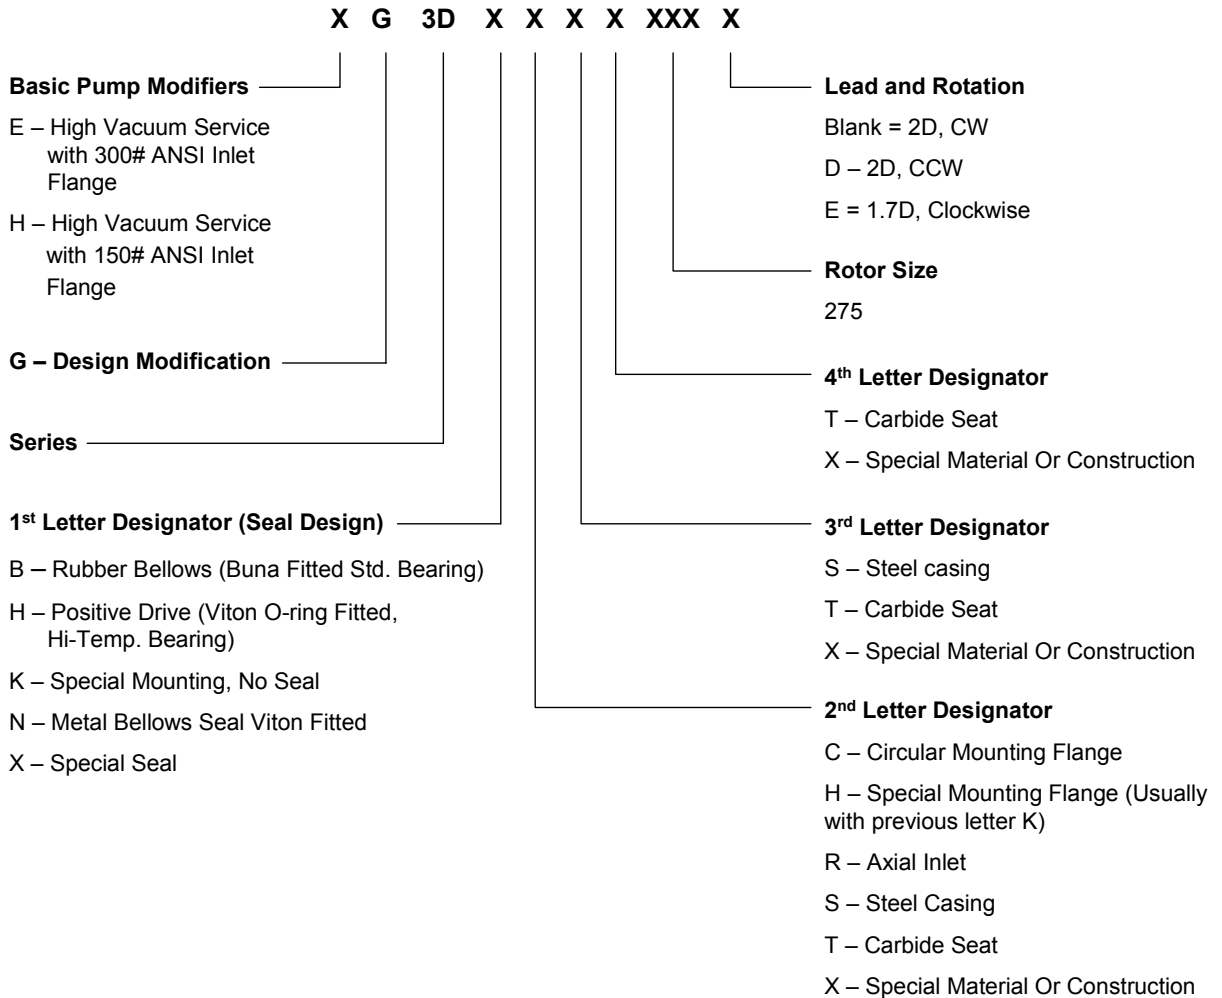 X G 3D X X X X XXX X
Basic Pump Modifiers
E – High Vacuum Service
with 300# ANSI Inlet
Flange
H – High Vacuum Service
with 150# ANSI Inlet
Flange
G – Design Modification
Series
1st Letter Designator (Seal Design)
B – Rubber Bellows (Buna Fitted Std. Bearing)
H – Positive Drive (Viton O-ring Fitted,
Hi-Temp. Bearing)
K – Special Mounting, No Seal
N – Metal Bellows Seal Viton Fitted
X – Special Seal
Lead and Rotation
Blank = 2D, CW
D – 2D, CCW
E = 1.7D, Clockwise
Rotor Size
275
4th Letter Designator
T – Carbide Seat
X – Special Material Or Construction
3rd Letter Designator
S – Steel casing
T – Carbide Seat
X – Special Material Or Construction
2nd Letter Designator
C – Circular Mounting Flange
H – Special Mounting Flange (Usually
with previous letter K)
R – Axial Inlet
S – Steel Casing
T – Carbide Seat
X – Special Material Or Construction